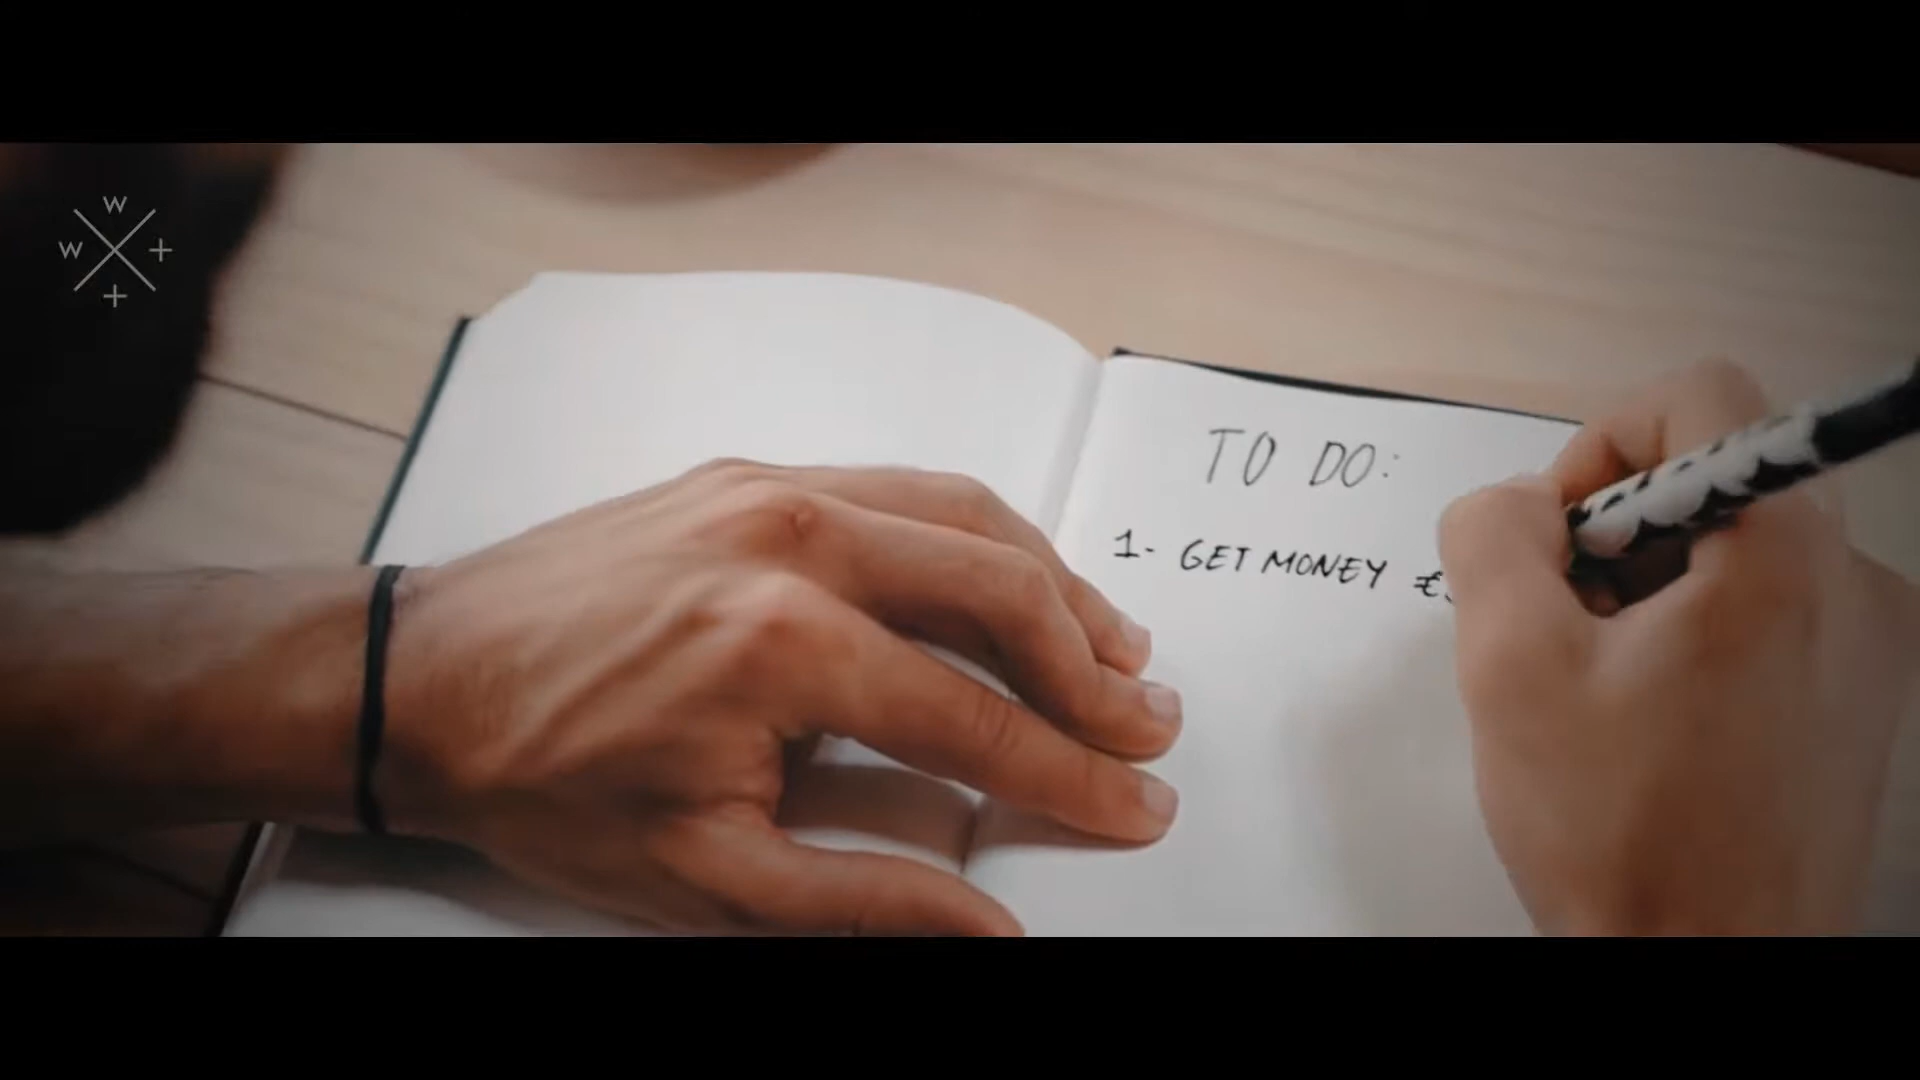 W
W + 
+
TO DO:
1- GET MONEY €